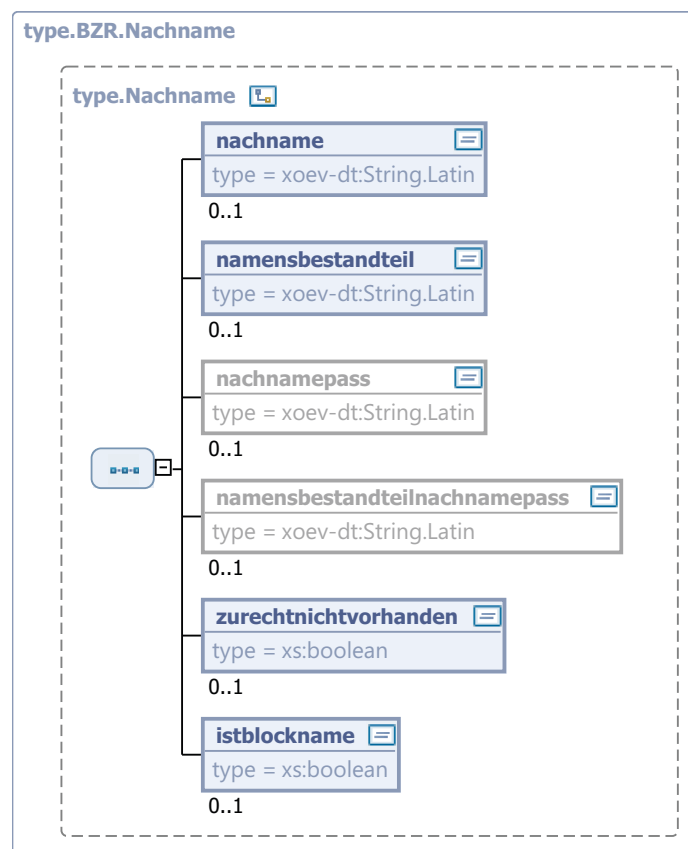 type.BZR.Nachname
type.Nachname
nachname
type = xoev-dt:String.Latin
0..1
namensbestandteil
type = xoev-dt:String.Latin
0..1
nachnamepass
type = xoev-dt:String.Latin
0..1
namensbestandteilnachnamepass
type = xoev-dt:String.Latin
0..1
zurechtnichtvorhanden
type = xs:boolean
0..1
istblockname
type = xs:boolean
0..1